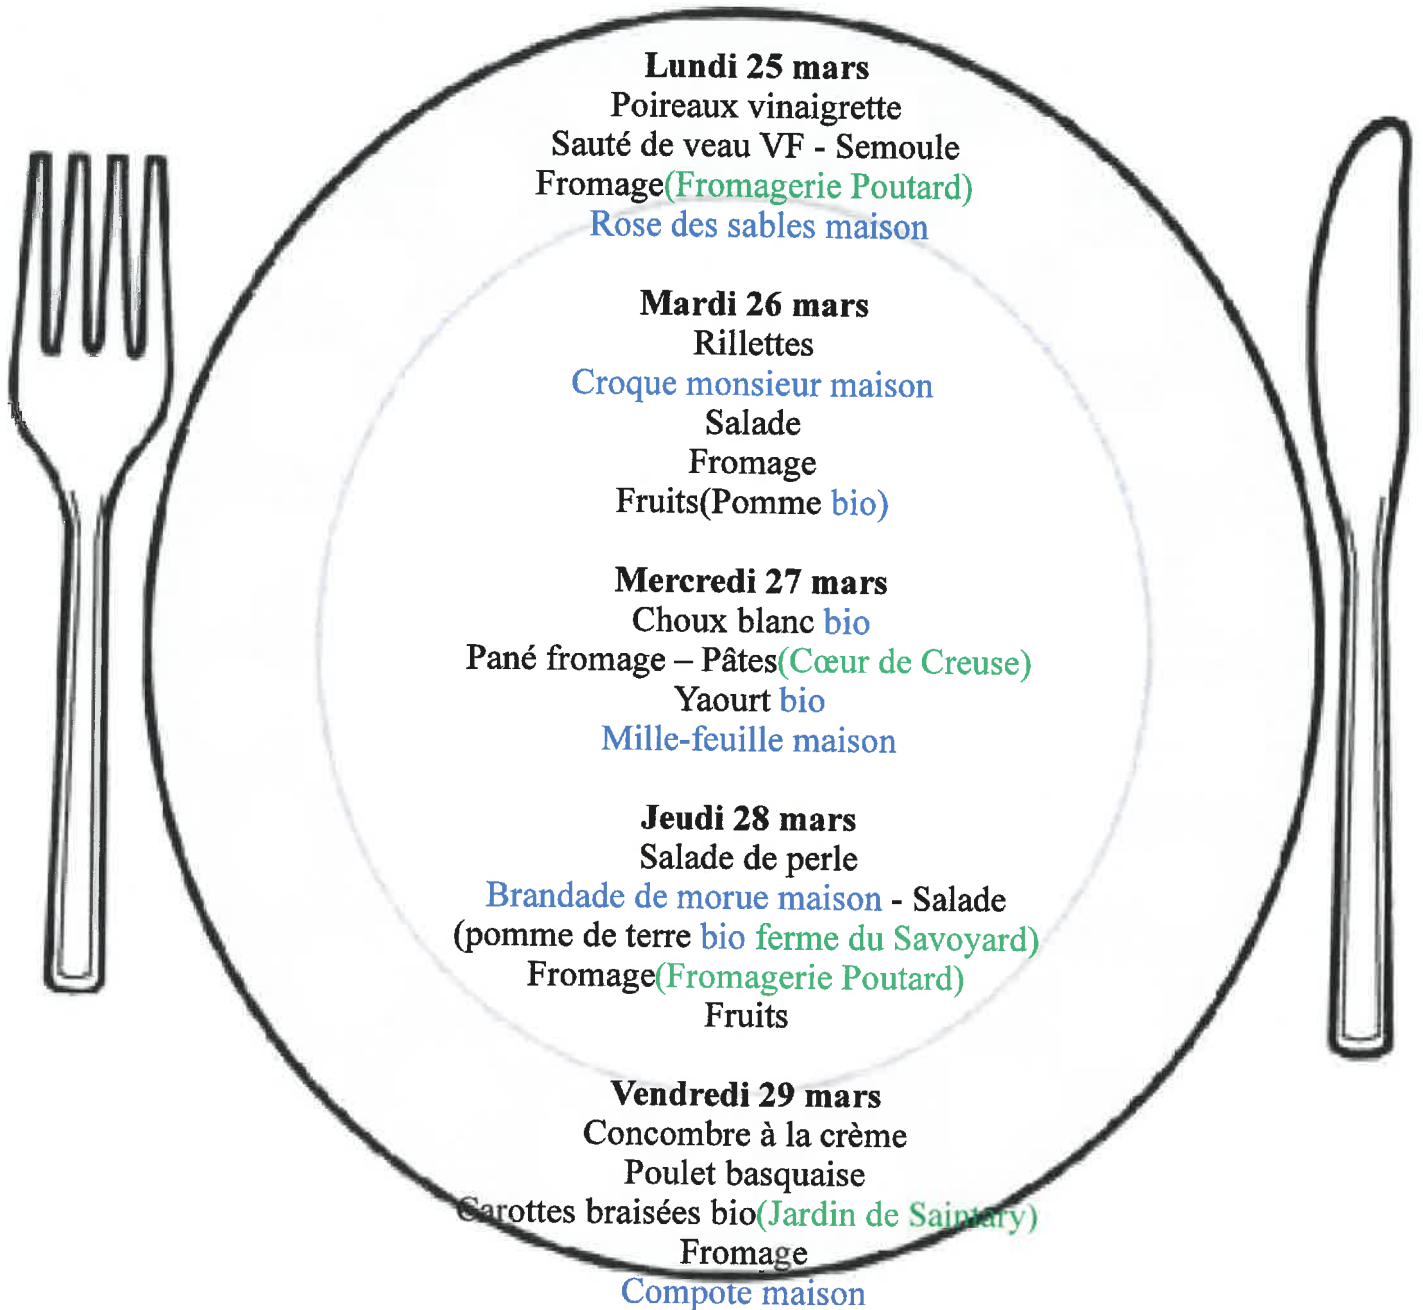 Lundi 25 mars
Poireaux vinaigrette
Sauté de veau VF - Semoule
Fromage(Fromagerie Poutard)
Rose des sables maison
Mardi 26 mars
Rillettes
Croque monsieur maison
Salade
Fromage
Fruits(Pomme bio)
Mercredi 27 mars
Choux blanc bio
Pané fromage – Pâtes(Cœur de Creuse)
Yaourt bio
Mille-feuille maison
Jeudi 28 mars
Salade de perle
Brandade de morue maison - Salade
(pomme de terre bio ferme du Savoyard)
Fromage(Fromagerie Poutard)
Fruits
Vendredi 29 mars
Concombre à la crème
Poulet basquaise
Carottes braisées bio(Jardin de Saintary)
Fromage
Compote maison